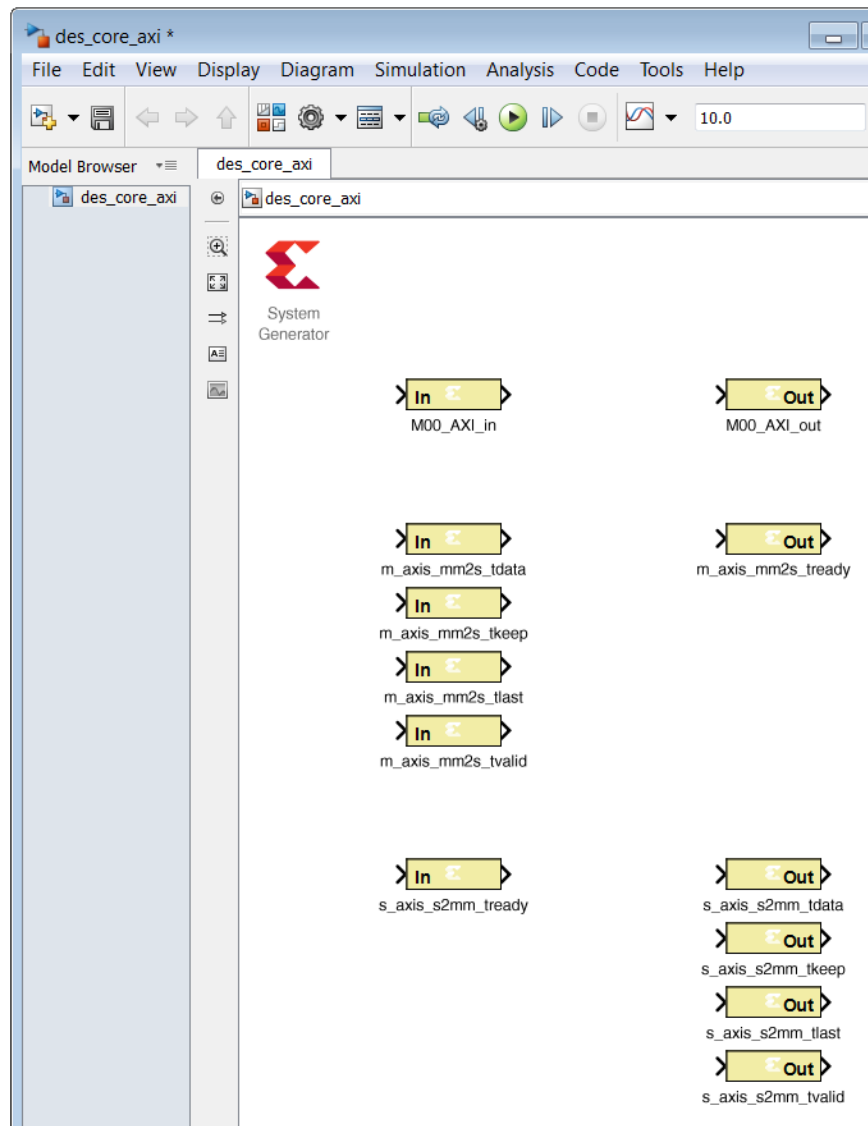 des_core_axi *
File Edit View Display Diagram Simulation Analysis Code Tools Help
10.0
Model Browser
des_core_axi
des_core_axi
des_core_axi
System
Generator
In
Out
M00_AXI_in
M00_AXI_out
In
Out
m_axis_mm2s_tdata
m_axis_mm2s_tready
In
m_axis_mm2s_tkeep
In
m_axis_mm2s_tlast
In
m_axis_mm2s_tvalid
In
Out
s_axis_s2mm_tready
s_axis_s2mm_tdata
Out
s_axis_s2mm_tkeep
Out
s_axis_s2mm_tlast
Out
s_axis_s2mm_tvalid